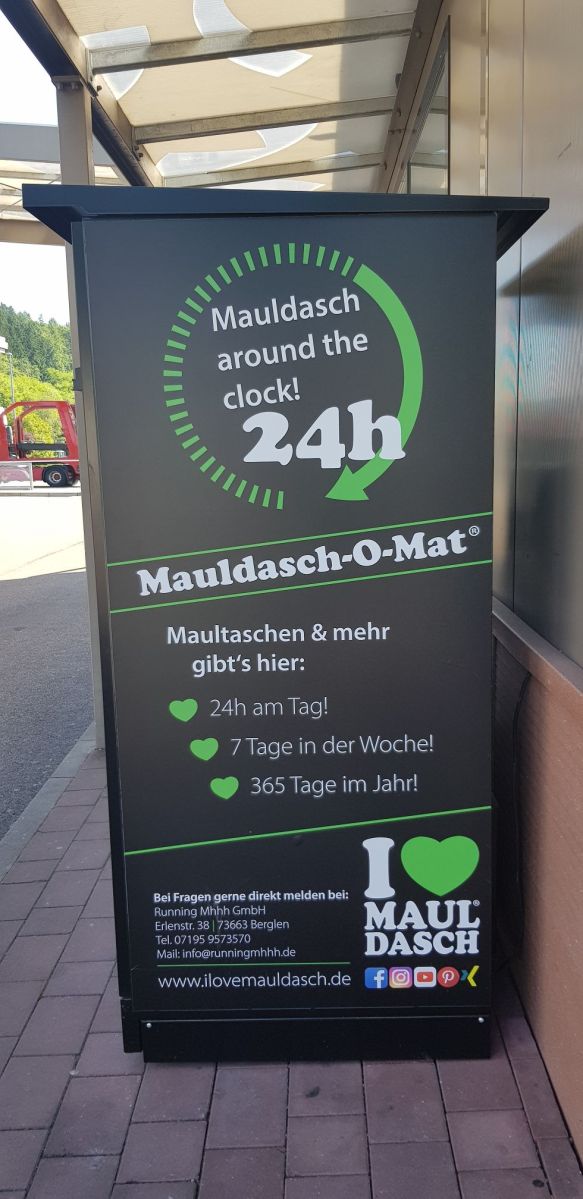 Mauldasch
around the
clock!
24h
Mauldasch-O-Mat®
Maultaschen & mehr
gibt's hier:
24h am Tag!
7 Tage in der Woche!
365 Tage im Jahr!
I
MAUL®
DASCH
Bei Fragen gerne direkt melden bei:
Running Mhhh GmbH
Erlenstr. 38 | 73663 Berglen
Tel. 07195 9573570
Mail: info@runningmhhh.de
www.ilovemauldasch.de